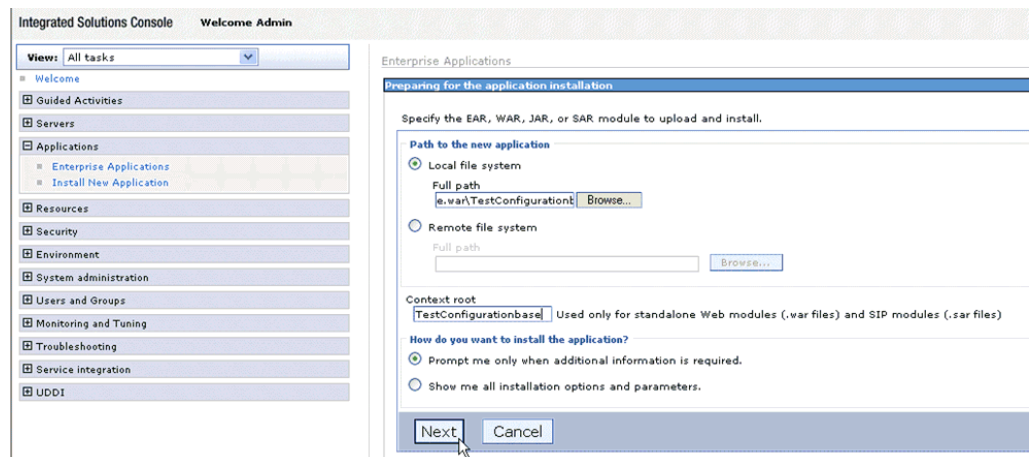 Integrated Solutions Console Welcome Admin
View: All tasks
Welcome
Guided Activities
Servers
Applications
Enterprise Applications
Install New Application
Resources
Security
Environment
System administration
Users and Groups
Monitoring and Tuning
Troubleshooting
Service integration
UDDI
Enterprise Applications
Preparing for the application installation
Specify the EAR, WAR, JAR, or SAR module to upload and install.
Path to the new application
Local file system
Full path
e.war\TestConfigurationb Browse...
Remote file system
Full path
Browse...
Context root
TestConfigurationbase Used only for standalone Web modules (.war files) and SIP modules (.sar files)
How do you want to install the application?
Prompt me only when additional information is required.
Show me all installation options and parameters.
Next Cancel